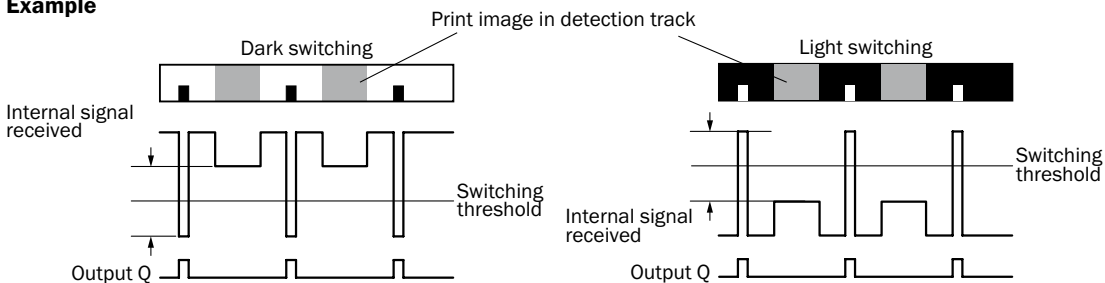 Example
Print image in detection track
Dark switching
Light switching
Internal signal
received
Switching
threshold
Output Q
Switching
threshold
Internal signal
received
Output Q